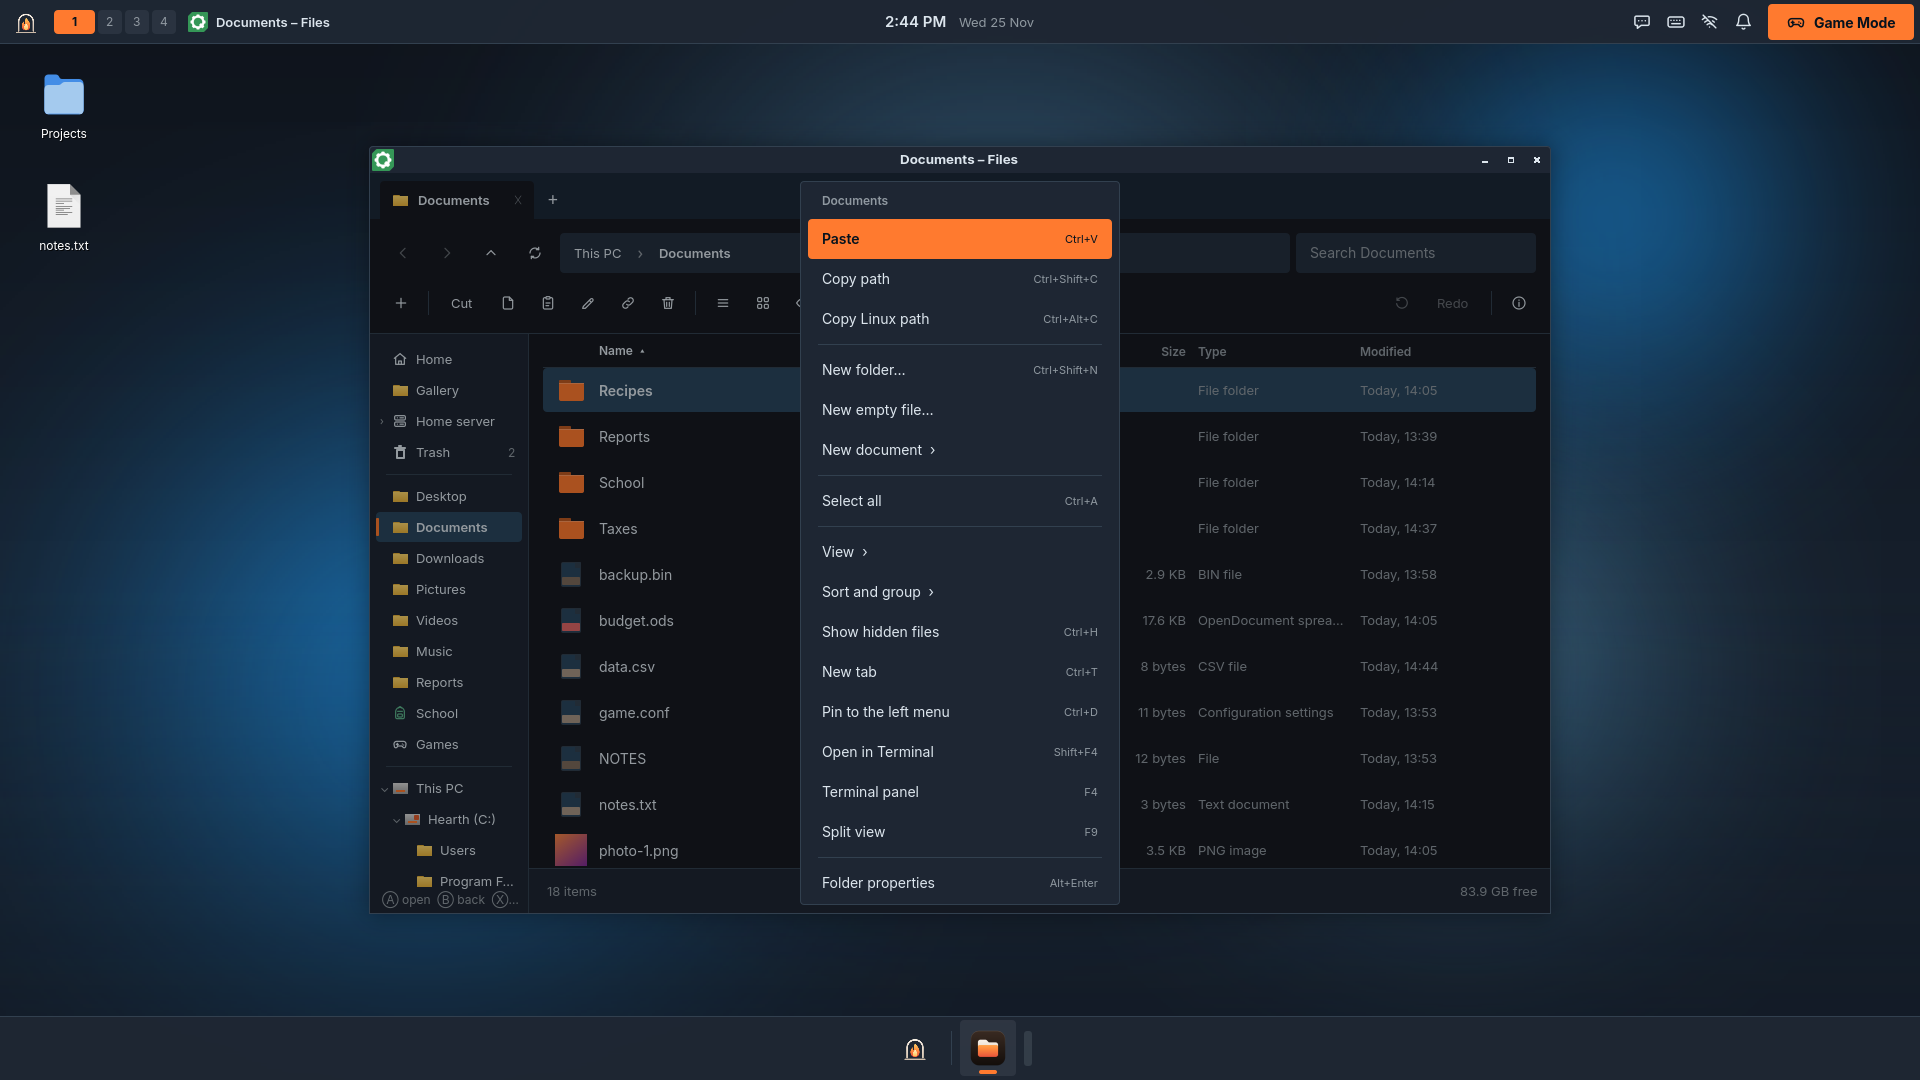 1 2 3 4 Documents – Files 2:44 PM Wed 25 Nov Game Mode
Projects
notes.txt
Documents – Files
Documents X +
This PC › Documents Search Documents
Cut Redo
Home
Gallery
Home server
Trash 2
Desktop
Documents
Downloads
Pictures
Videos
Music
Reports
School
Games
This PC
Hearth (C:)
Users
Program F...
A open B back X...
Name Size Type Modified
Recipes File folder Today, 14:05
Reports File folder Today, 13:39
School File folder Today, 14:14
Taxes File folder Today, 14:37
backup.bin 2.9 KB BIN file Today, 13:58
budget.ods 17.6 KB OpenDocument sprea... Today, 14:05
data.csv 8 bytes CSV file Today, 14:44
game.conf 11 bytes Configuration settings Today, 13:53
NOTES 12 bytes File Today, 13:53
notes.txt 3 bytes Text document Today, 14:15
photo-1.png 3.5 KB PNG image Today, 14:05
18 items 83.9 GB free
Documents
Paste Ctrl+V
Copy path Ctrl+Shift+C
Copy Linux path Ctrl+Alt+C
New folder... Ctrl+Shift+N
New empty file...
New document ›
Select all Ctrl+A
View ›
Sort and group ›
Show hidden files Ctrl+H
New tab Ctrl+T
Pin to the left menu Ctrl+D
Open in Terminal Shift+F4
Terminal panel F4
Split view F9
Folder properties Alt+Enter